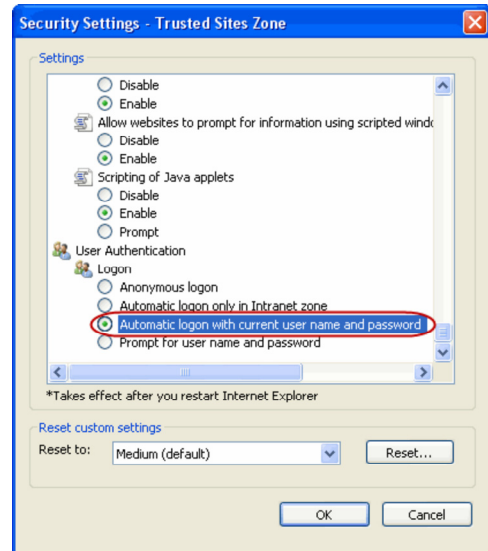 Security Settings - Trusted Sites Zone
Settings
Disable
Enable
Allow websites to prompt for information using scripted
Disable
Enable
Scripting of Java applets
Disable
Enable
Prompt
User Authentication
Logon
Anonymous logon
Automatic logon only in Intranet zone
Automatic logon with current user name and password
Prompt for user name and password
*Takes effect after you restart Internet Explorer
Reset custom settings
Reset to:
Medium (default)
Reset...
OK
Cancel